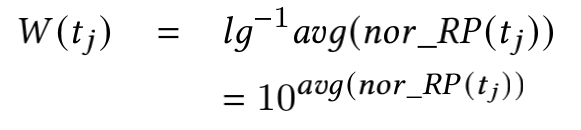 W(t_j) = lg^{-1}avg(nor_RP(t_j))
= 10^{avg(nor_RP(t_j))}